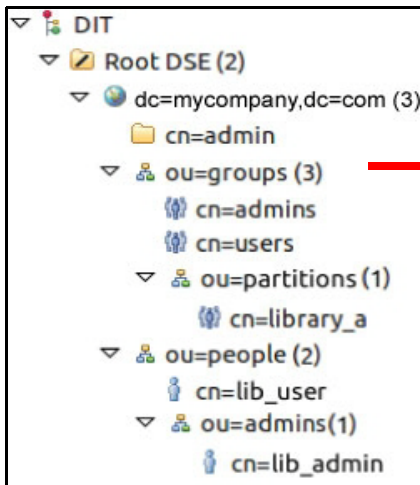 DIT
Root DSE (2)
dc=mycompany,dc=com (3)
cn=admin
ou=groups (3)
cn=admins
cn=users
ou=partitions (1)
cn=library_a
ou=people (2)
cn=lib_user
ou=admins(1)
cn=lib_admin